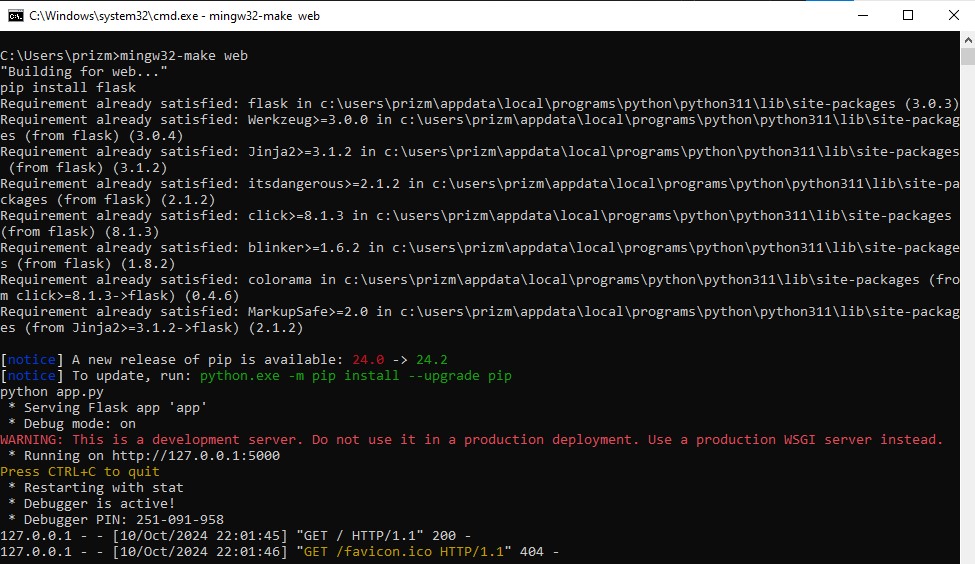 C:\Windows\system32\cmd.exe - mingw32-make web
C:\Users\prizm>mingw32-make web
"Building for web..."
pip install flask
Requirement already satisfied: flask in c:\users\prizm\appdata\local\programs\python\python311\lib\site-packages (3.0.3)
Requirement already satisfied: Werkzeug>=3.0.0 in c:\users\prizm\appdata\local\programs\python\python311\lib\site-packag
es (from flask) (3.0.4)
Requirement already satisfied: Jinja2>=3.1.2 in c:\users\prizm\appdata\local\programs\python\python311\lib\site-packages
 (from flask) (3.1.2)
Requirement already satisfied: itsdangerous>=2.1.2 in c:\users\prizm\appdata\local\programs\python\python311\lib\site-pa
ckages (from flask) (2.1.2)
Requirement already satisfied: click>=8.1.3 in c:\users\prizm\appdata\local\programs\python\python311\lib\site-packages
(from flask) (8.1.3)
Requirement already satisfied: blinker>=1.6.2 in c:\users\prizm\appdata\local\programs\python\python311\lib\site-package
s (from flask) (1.8.2)
Requirement already satisfied: colorama in c:\users\prizm\appdata\local\programs\python\python311\lib\site-packages (fro
m click>=8.1.3->flask) (0.4.6)
Requirement already satisfied: MarkupSafe>=2.0 in c:\users\prizm\appdata\local\programs\python\python311\lib\site-packag
es (from Jinja2>=3.1.2->flask) (2.1.2)
[notice] A new release of pip is available: 24.0 -> 24.2
[notice] To update, run: python.exe -m pip install --upgrade pip
python app.py
 * Serving Flask app 'app'
 * Debug mode: on
WARNING: This is a development server. Do not use it in a production deployment. Use a production WSGI server instead.
 * Running on http://127.0.0.1:5000
Press CTRL+C to quit
 * Restarting with stat
 * Debugger is active!
 * Debugger PIN: 251-091-958
127.0.0.1 - - [10/Oct/2024 22:01:45] "GET / HTTP/1.1" 200 -
127.0.0.1 - - [10/Oct/2024 22:01:46] "GET /favicon.ico HTTP/1.1" 404 -